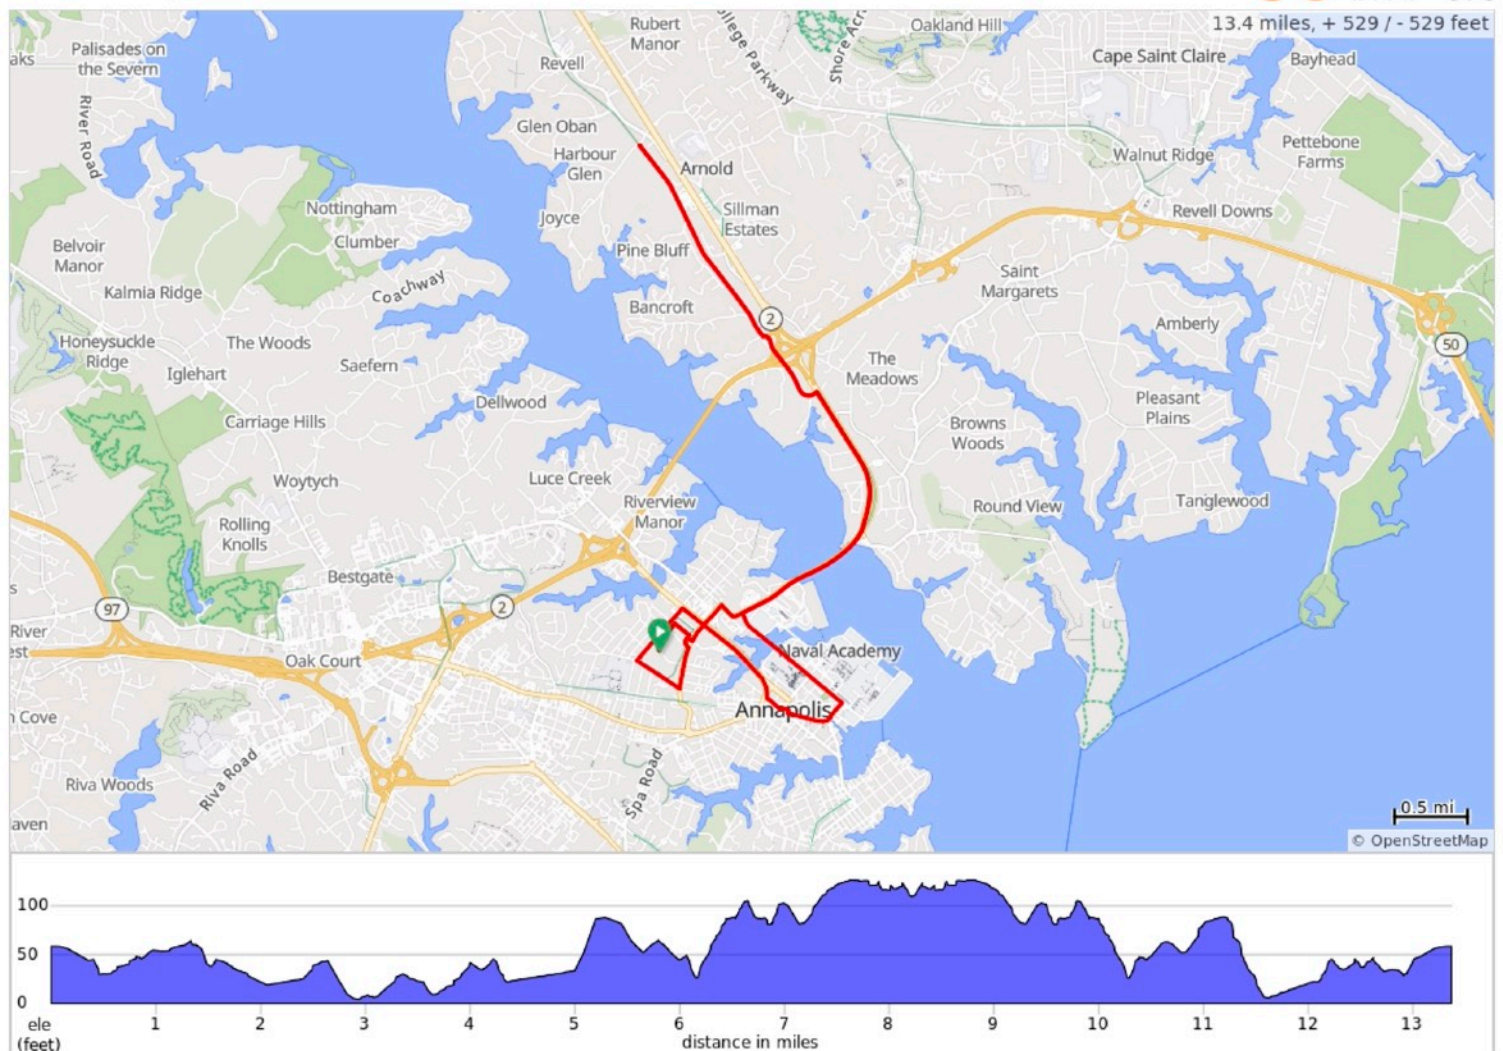 13.4 miles, + 529 / - 529 feet
Rubert
Manor
Oakland Hill
Palisades on
the Severn
aks
Revell
ollege Parkway
Shore Acr
Cape Saint Claire
Bayhead
River Road
Glen Oban
Harbour
Glen
Arnold
Walnut Ridge
Pettebone
Farms
Nottingham
Joyce
Sillman
Estates
Revell Downs
Clumber
Belvoir
Manor
Pine Bluff
Kalmia Ridge
Coachway
Saint
Margarets
Bancroft
2
Amberly
Honeysuckle
Ridge
The Woods
Iglehart
Saefern
The
Meadows
50
Dellwood
Pleasant
Plains
Carriage Hills
Browns
Woods
Woytych
Luce Creek
Riverview
Manor
Round View
Tanglewood
Rolling
Knolls
Bestgate
s
97
2
River
est
Oak Court
Naval Academy
Annapolis
n Cove
Riva Woods
Riva Road
Spa Road
aven
0.5 mi
© OpenStreetMap
100
50
0
ele
(feet)
1 2 3 4 5 6 7 8 9 10 11 12 13
distance in miles